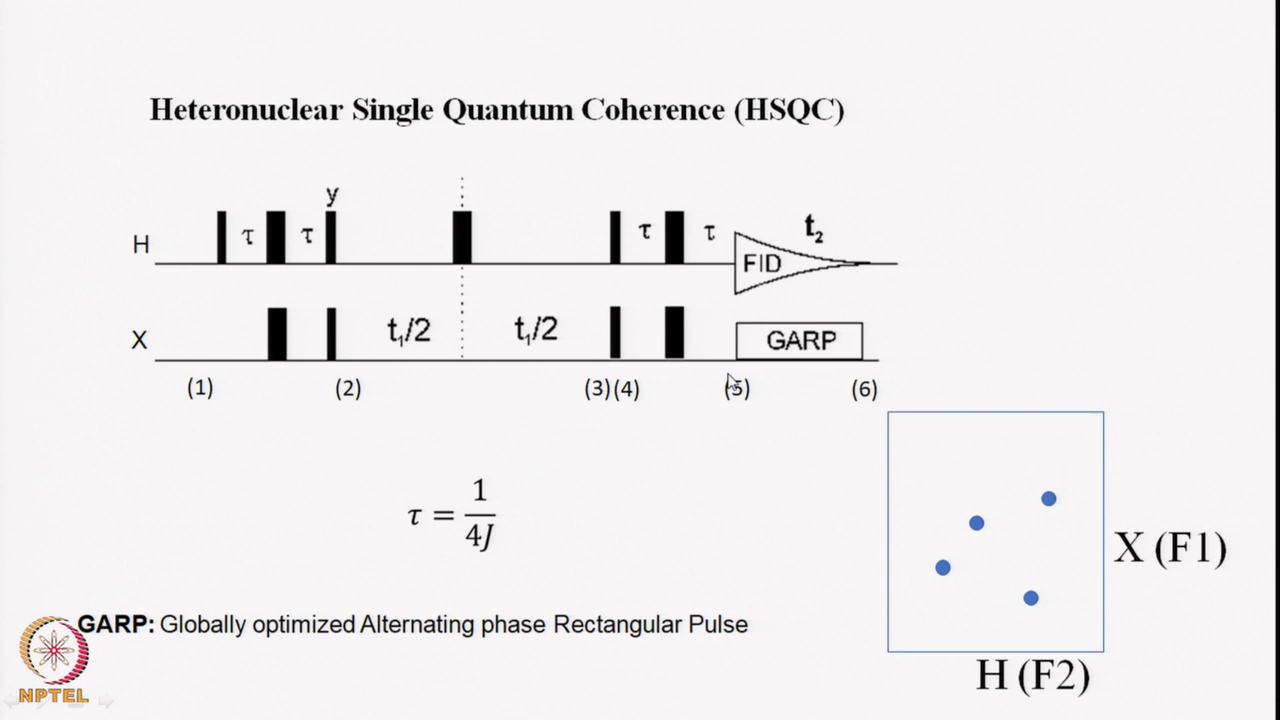 Heteronuclear Single Quantum Coherence (HSQC)
y
H τ τ τ τ t₂
FID
X t₁/2 t₁/2 GARP
(1) (2) (3) (4) (5) (6)
τ = 1/4J
X (F1)
H (F2)
GARP: Globally optimized Alternating phase Rectangular Pulse
NPTEL